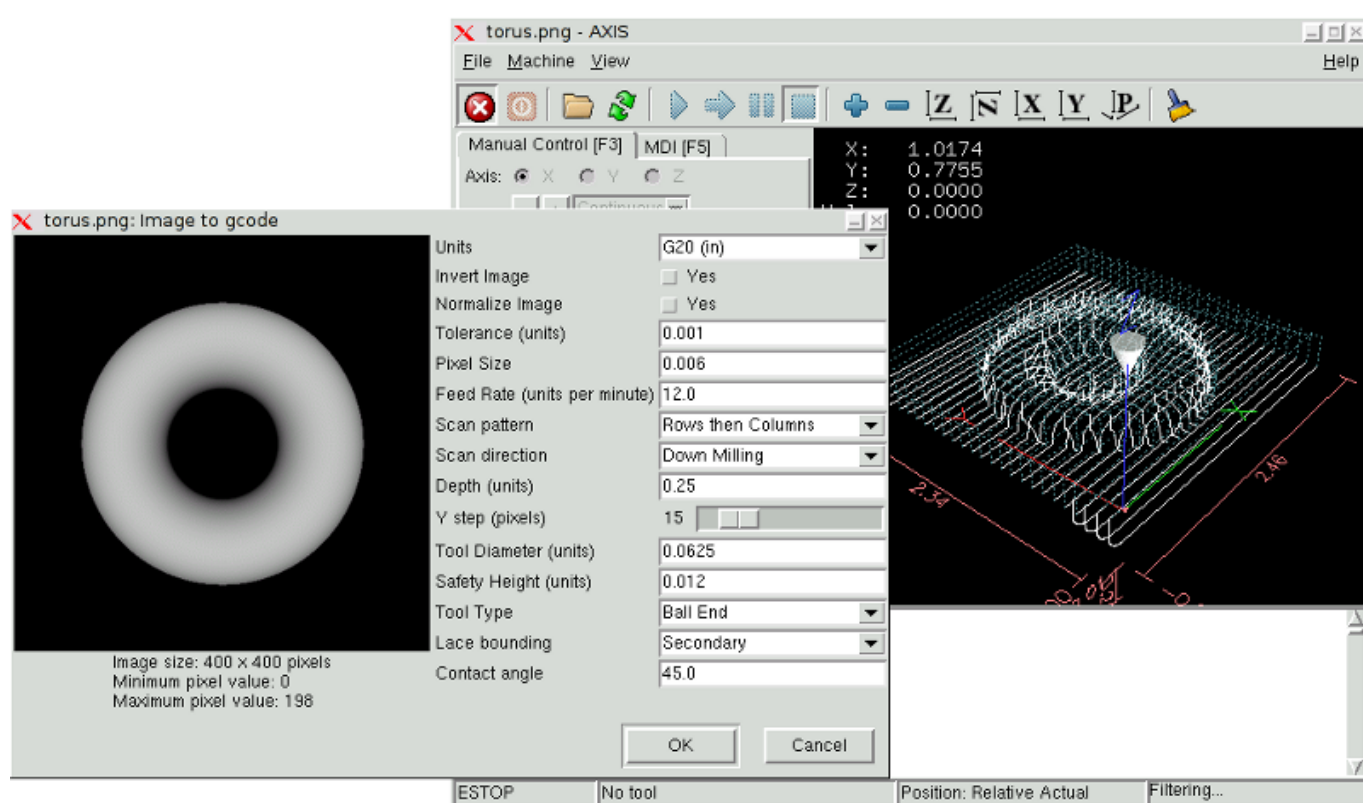 torus.png - AXIS
File Machine View Help
Z N X Y P
Manual Control [F3] MDI [F5]
Axis: X Y Z
Continuous
X: 1.0174
Y: 0.7755
Z: 0.0000
0.0000
torus.png: Image to gcode
Units G20 (in)
Invert Image Yes
Normalize Image Yes
Tolerance (units) 0.001
Pixel Size 0.006
Feed Rate (units per minute) 12.0
Scan pattern Rows then Columns
Scan direction Down Milling
Depth (units) 0.25
Y step (pixels) 15
Tool Diameter (units) 0.0625
Safety Height (units) 0.012
Tool Type Ball End
Lace bounding Secondary
Contact angle 45.0
Image size: 400 x 400 pixels
Minimum pixel value: 0
Maximum pixel value: 198
OK Cancel
X Y
2.34
2.46
ESTOP No tool Position: Relative Actual Filtering...